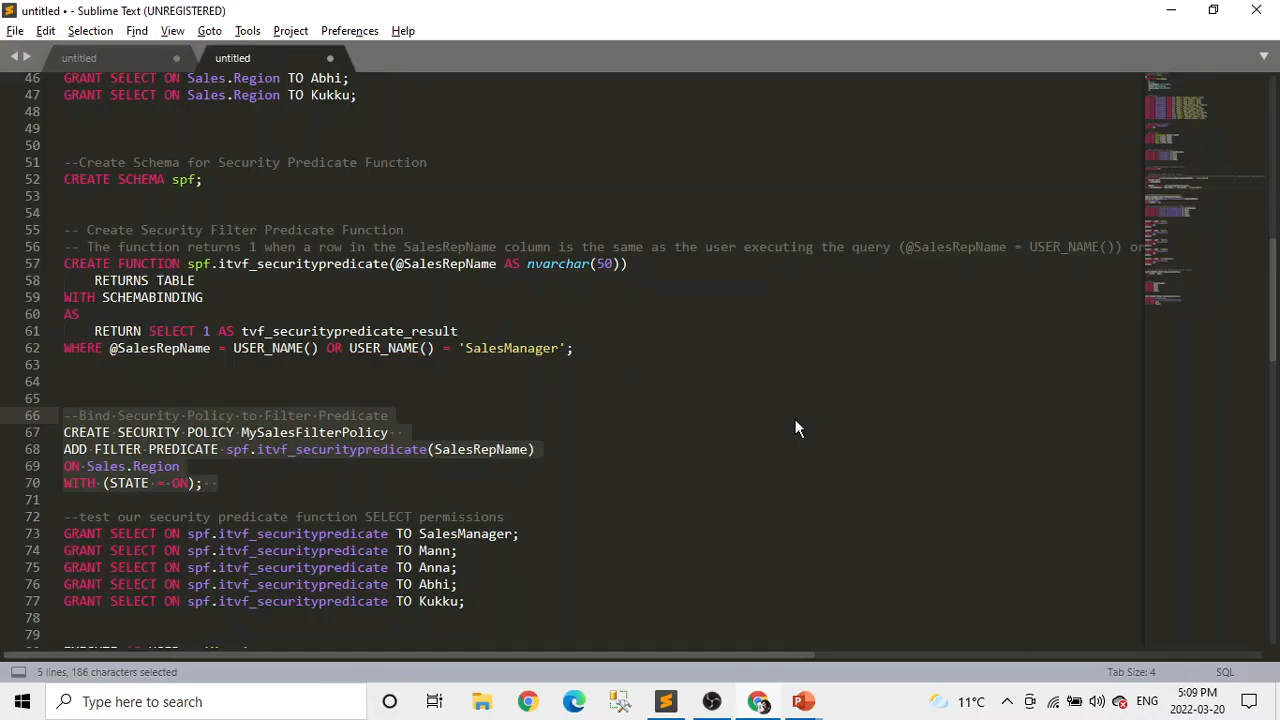 untitled • - Sublime Text (UNREGISTERED)
File Edit Selection Find View Goto Tools Project Preferences Help
untitled untitled
46 GRANT SELECT ON Sales.Region TO Abhi;
47 GRANT SELECT ON Sales.Region TO Kukku;
48
49
50
51 --Create Schema for Security Predicate Function
52 CREATE SCHEMA spf;
53
54
55 -- Create Security Filter Predicate Function
56 -- The function returns 1 when a row in the SalesRepName column is the same as the user executing the query (@SalesRepName = USER_NAME()) or
57 CREATE FUNCTION spf.itvf_securitypredicate(@SalesRepName AS nvarchar(50))
58 RETURNS TABLE
59 WITH SCHEMABINDING
60 AS
61 RETURN SELECT 1 AS tvf_securitypredicate_result
62 WHERE @SalesRepName = USER_NAME() OR USER_NAME() = 'SalesManager';
63
64
65
66 --Bind Security Policy to Filter Predicate
67 CREATE SECURITY POLICY MySalesFilterPolicy
68 ADD FILTER PREDICATE spf.itvf_securitypredicate(SalesRepName)
69 ON Sales.Region
70 WITH (STATE = ON);
71
72 --test our security predicate function SELECT permissions
73 GRANT SELECT ON spf.itvf_securitypredicate TO SalesManager;
74 GRANT SELECT ON spf.itvf_securitypredicate TO Mann;
75 GRANT SELECT ON spf.itvf_securitypredicate TO Anna;
76 GRANT SELECT ON spf.itvf_securitypredicate TO Abhi;
77 GRANT SELECT ON spf.itvf_securitypredicate TO Kukku;
78
79
5 lines, 186 characters selected Tab Size: 4 SQL
Type here to search 11°C ENG 5:09 PM
2022-03-20